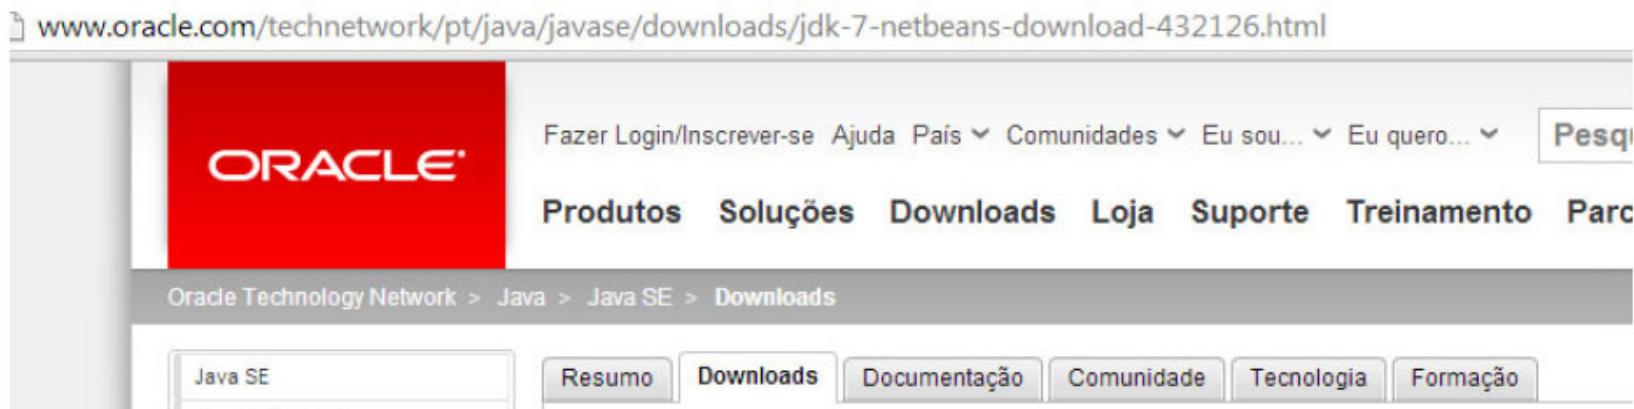 www.oracle.com/technetwork/pt/java/javase/downloads/jdk-7-netbeans-download-432126.html
ORACLE
Fazer Login/Inscrever-se Ajuda País Comunidades Eu sou... Eu quero...
Produtos Soluções Downloads Loja Suporte Treinamento
Oracle Technology Network > Java > Java SE > Downloads
Java SE
Resumo Downloads Documentação Comunidade Tecnologia Formação